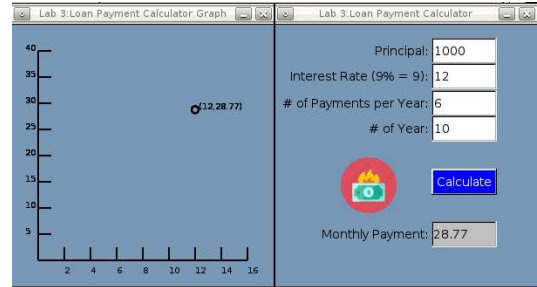 Lab 3:Loan Payment Calculator Graph
40
35
30
(12,28.77)
25
20
15
10
5
2 4 6 8 10 12 14 16
Lab 3:Loan Payment Calculator
Principal: 1000
Interest Rate (9% = 9): 12
# of Payments per Year: 6
# of Year: 10
$
Calculate
Monthly Payment: 28.77